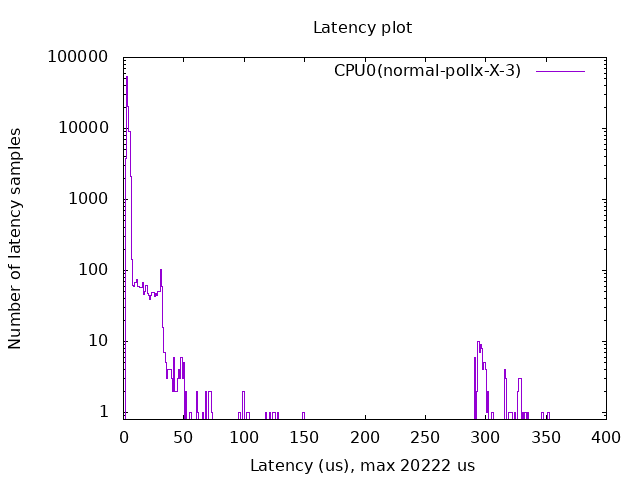 Latency plot
CPU0(normal-pollx-X-3)
Number of latency samples
100000
10000
1000
100
10
1
0 50 100 150 200 250 300 350 400
Latency (us), max 20222 us